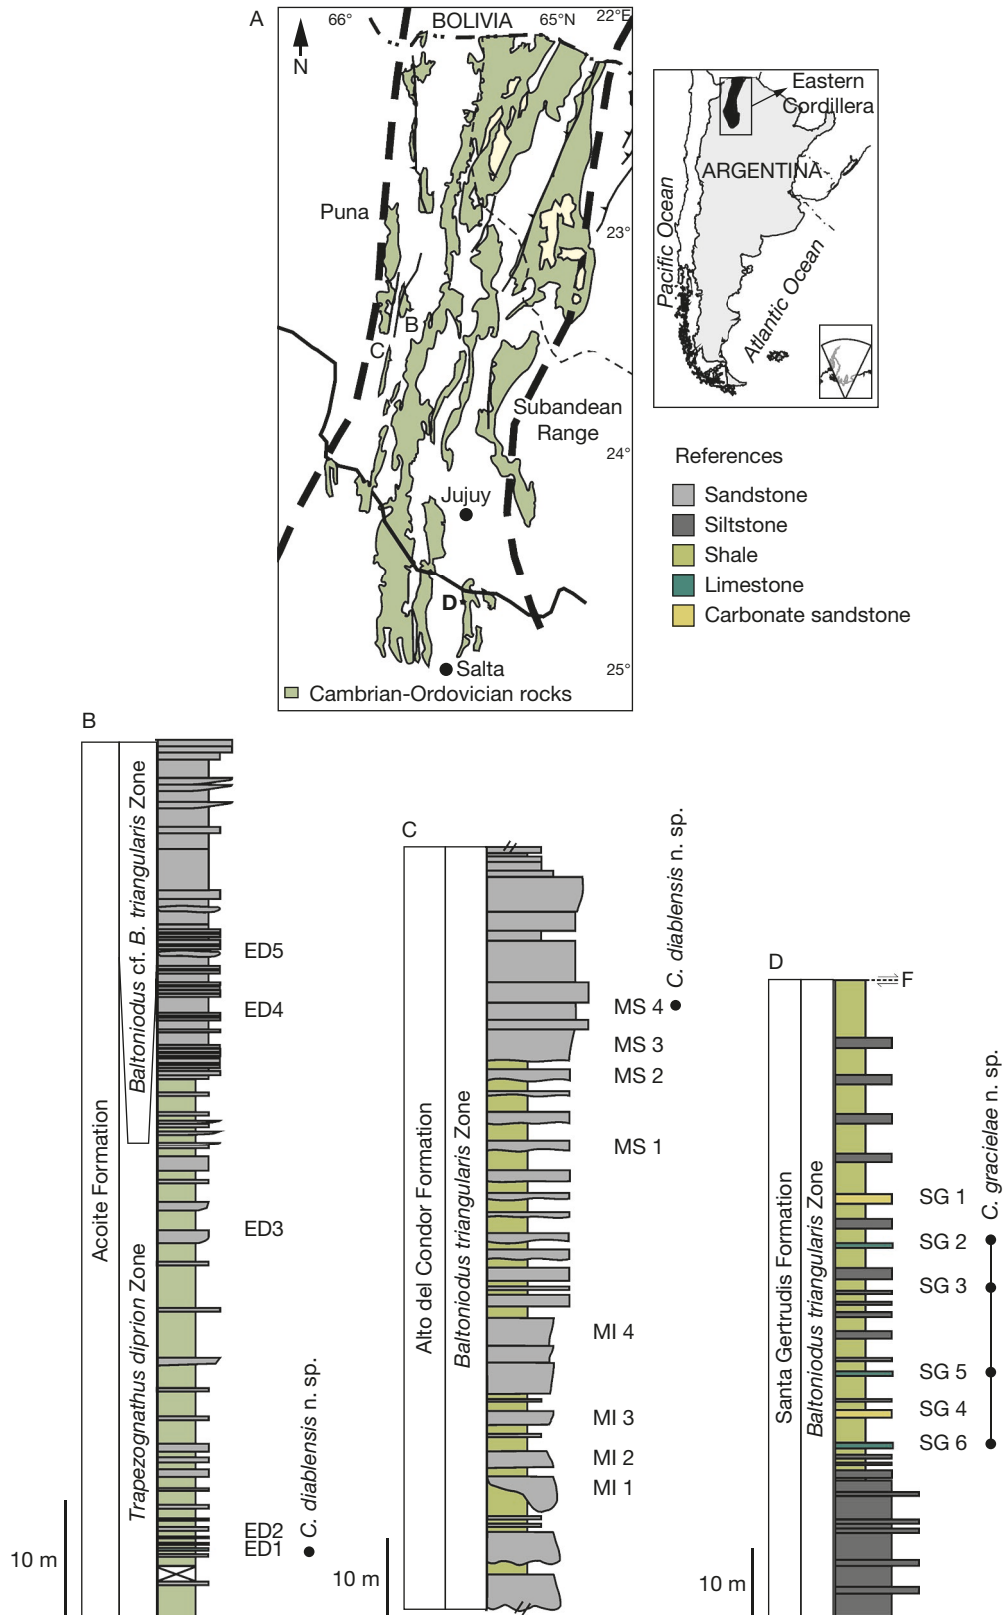 A
66°
BOLIVIA
65°N
22°E
N
Puna
23°
B
C
Subandean
Range
24°
Jujuy
D
Salta
25°
Cambrian-Ordovician rocks
Eastern
Cordillera
ARGENTINA
Pacific Ocean
Atlantic Ocean
References
Sandstone
Siltstone
Shale
Limestone
Carbonate sandstone
B
Acoite Formation
Baltoniodus cf. B. triangularis Zone
Trapezognathus diprion Zone
ED5
ED4
ED3
ED2
ED1
C. diablensis n. sp.
10 m
C
Alto del Condor Formation
Baltoniodus triangularis Zone
C. diablensis n. sp.
MS 4
MS 3
MS 2
MS 1
MI 4
MI 3
MI 2
MI 1
10 m
D
F
Santa Gertrudis Formation
Baltoniodus triangularis Zone
C. gracielae n. sp.
SG 1
SG 2
SG 3
SG 5
SG 4
SG 6
10 m